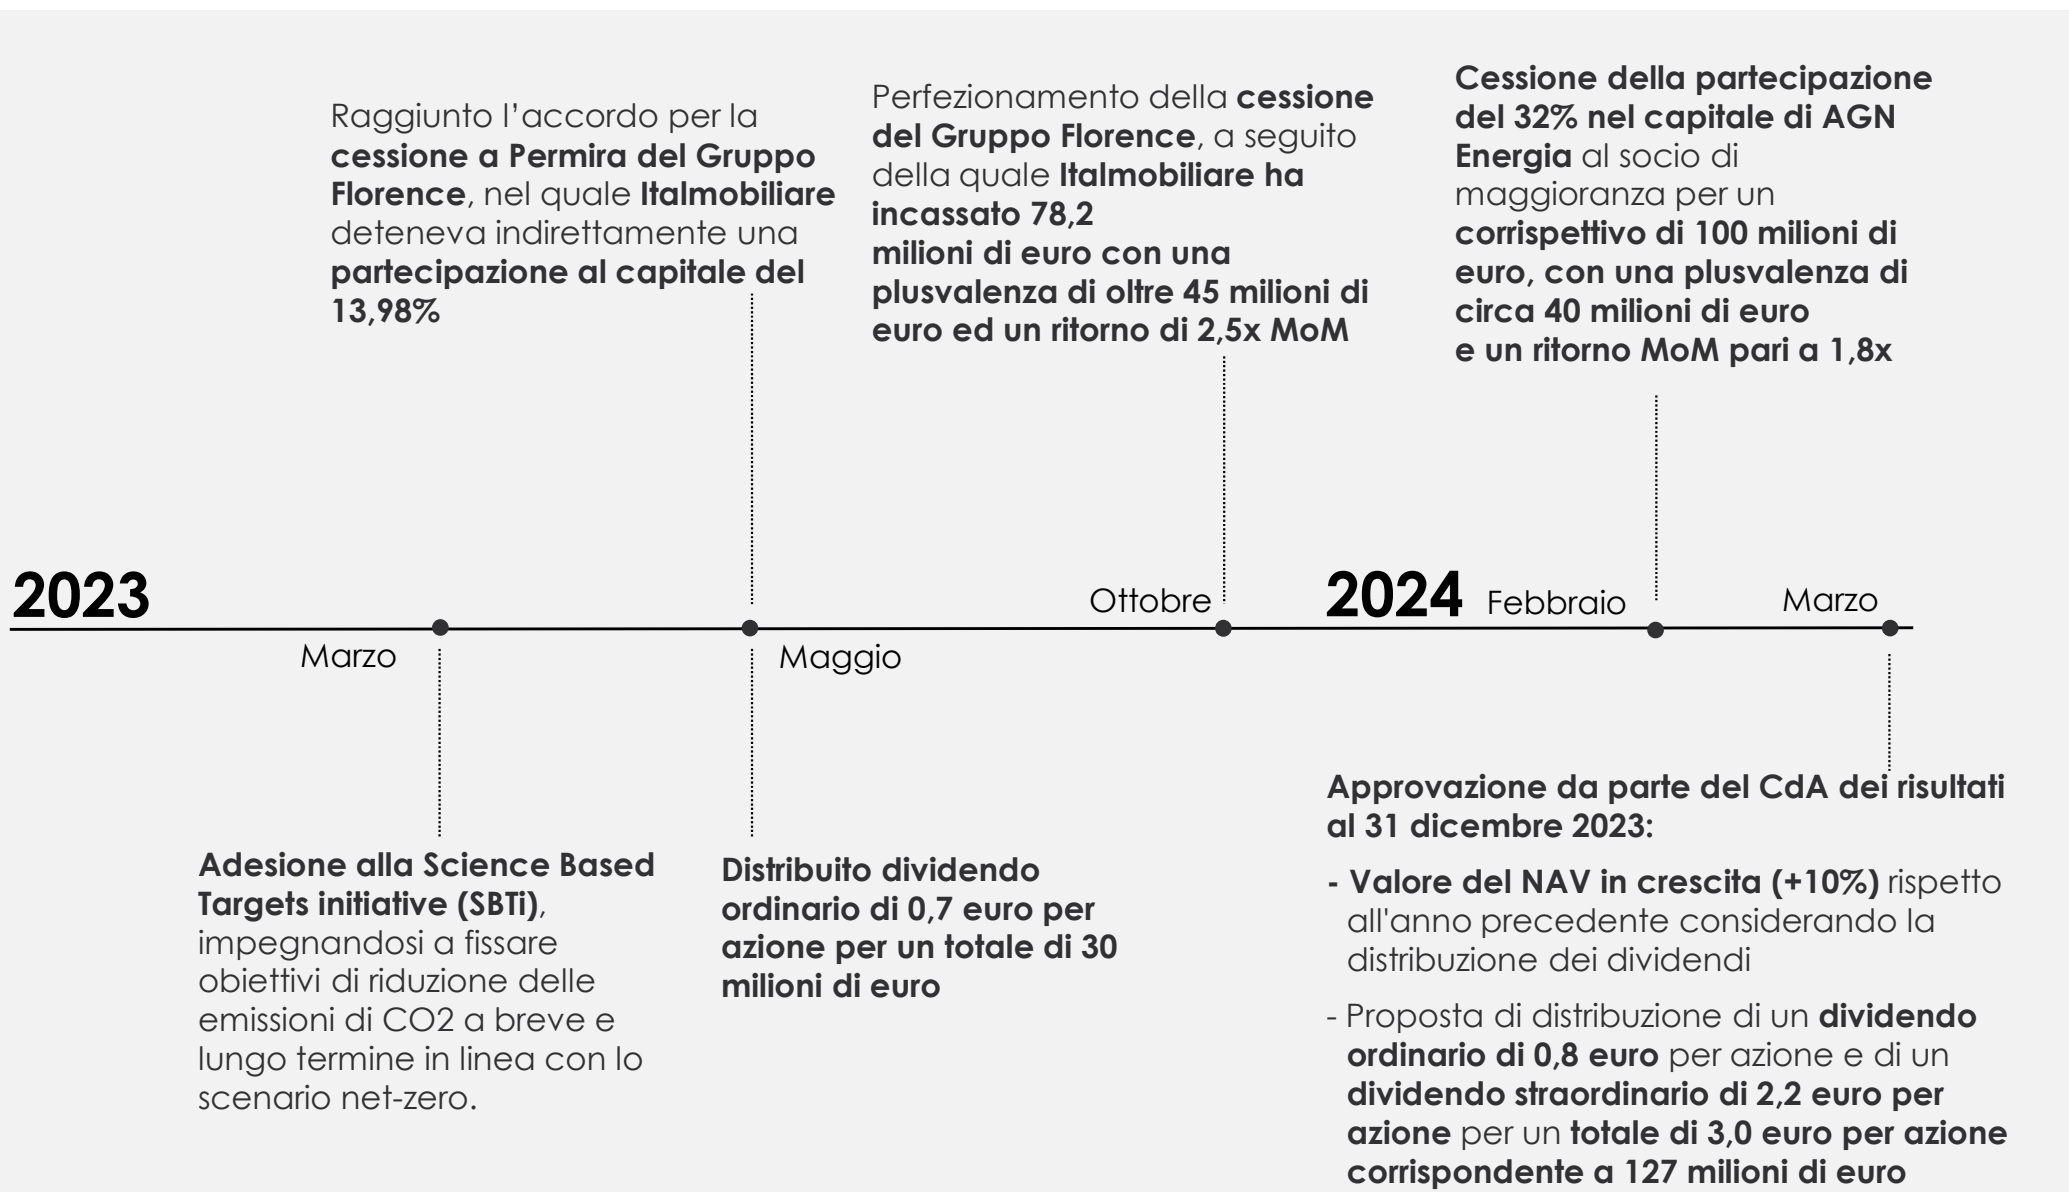 Raggiunto l’accordo per la
cessione a Permira del Gruppo
Florence, nel quale Italmobiliare
deteneva indirettamente una
partecipazione al capitale del
13,98%
Perfezionamento della cessione
del Gruppo Florence, a seguito
della quale Italmobiliare ha
incassato 78,2
milioni di euro con una
plusvalenza di oltre 45 milioni di
euro ed un ritorno di 2,5x MoM
Cessione della partecipazione
del 32% nel capitale di AGN
Energia al socio di
maggioranza per un
corrispettivo di 100 milioni di
euro, con una plusvalenza di
circa 40 milioni di euro
e un ritorno MoM pari a 1,8x
2023
Marzo
Maggio
Ottobre
2024
Febbraio
Marzo
Adesione alla Science Based
Targets initiative (SBTi),
impegnandosi a fissare
obiettivi di riduzione delle
emissioni di CO2 a breve e
lungo termine in linea con lo
scenario net-zero.
Distribuito dividendo
ordinario di 0,7 euro per
azione per un totale di 30
milioni di euro
Approvazione da parte del CdA dei risultati
al 31 dicembre 2023:
- Valore del NAV in crescita (+10%) rispetto
all'anno precedente considerando la
distribuzione dei dividendi
- Proposta di distribuzione di un dividendo
ordinario di 0,8 euro per azione e di un
dividendo straordinario di 2,2 euro per
azione per un totale di 3,0 euro per azione
corrispondente a 127 milioni di euro